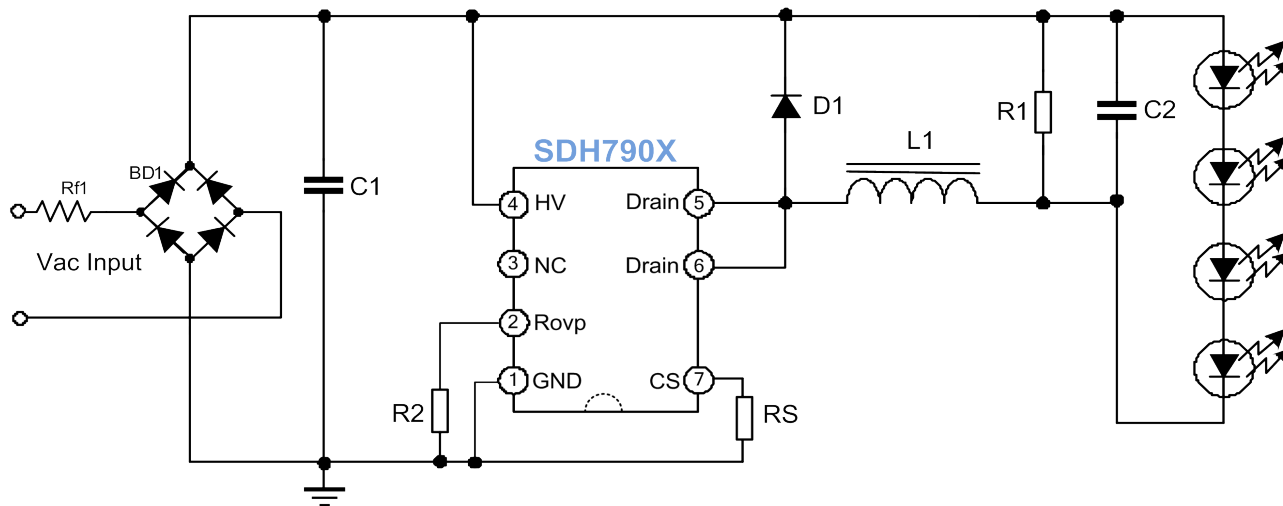 D1
R1
C2
L1
SDH790X
BD1
Rf1
C1
4 HV
Drain 5
Vac Input
3 NC
Drain 6
2 Rovp
1 GND
CS 7
R2
RS